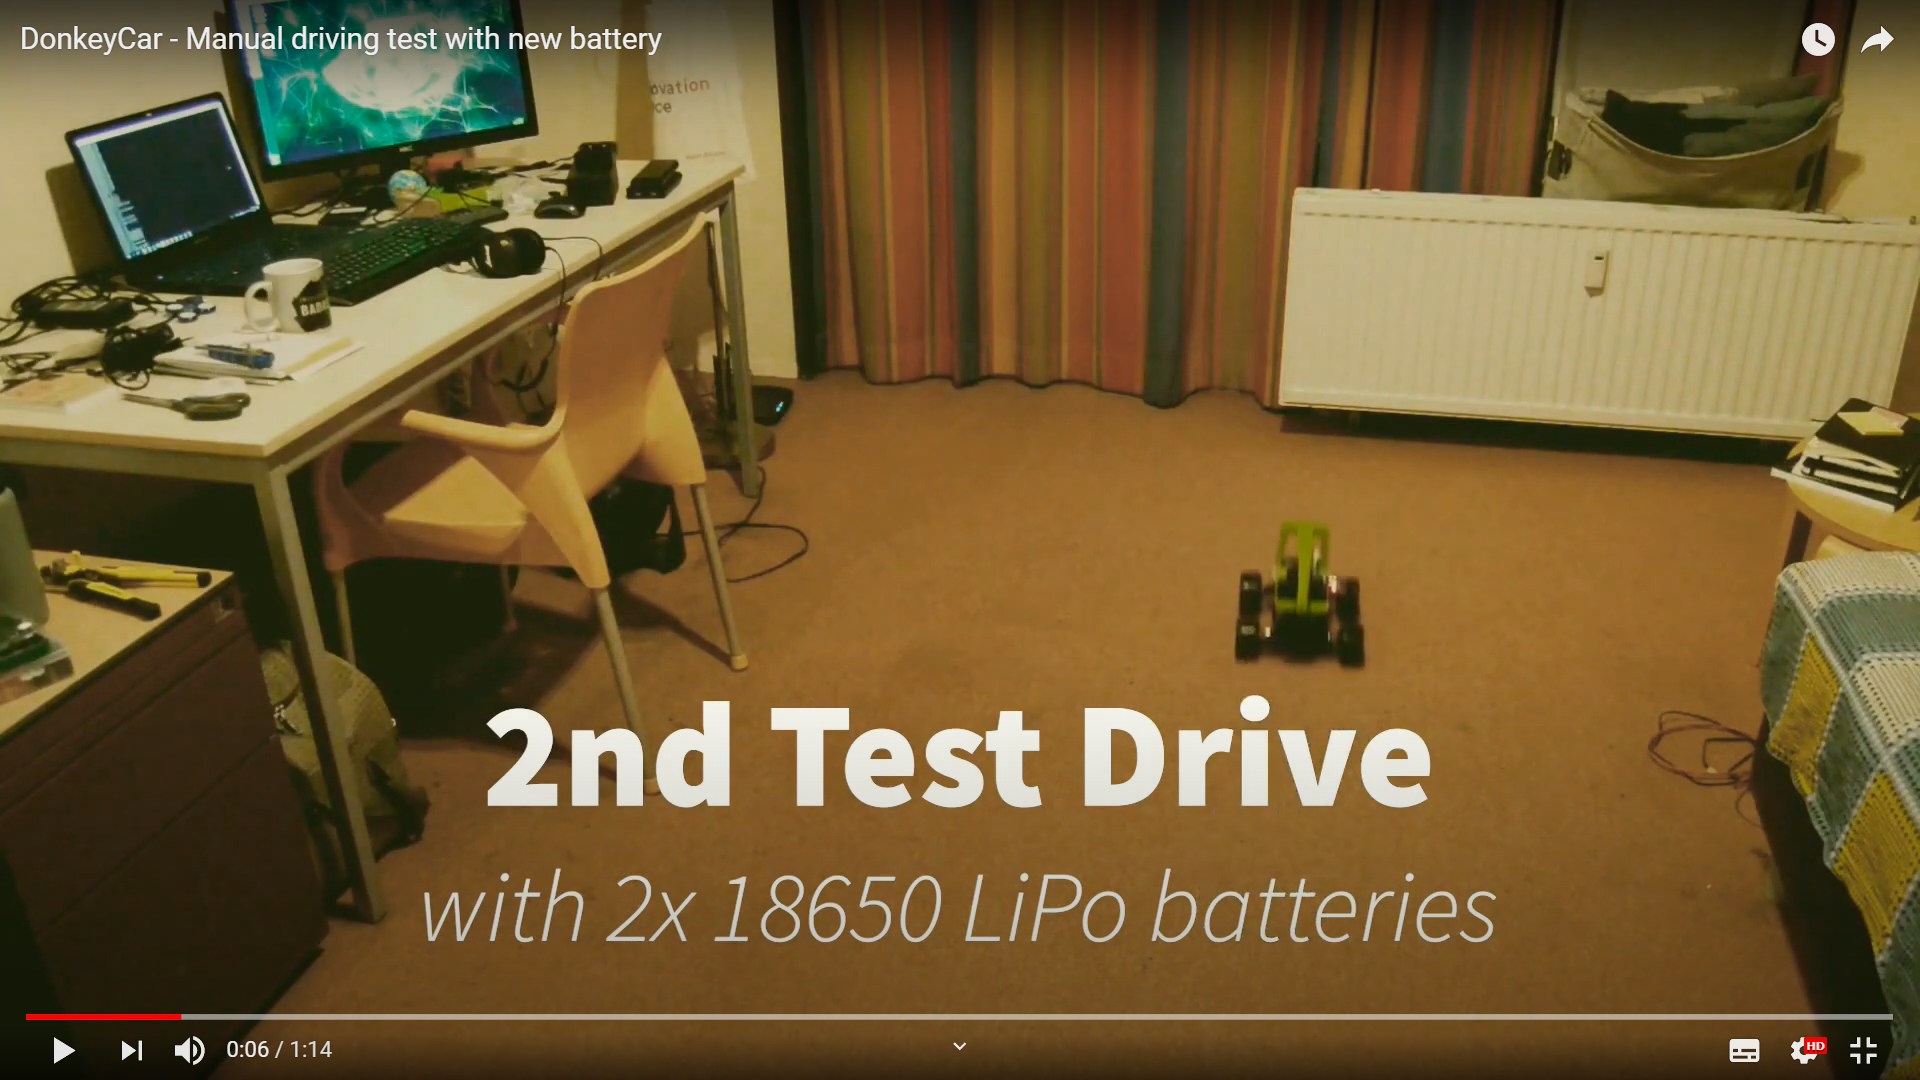 DonkeyCar - Manual driving test with new battery
ovation
ce
2nd Test Drive
with 2x 18650 LiPo batteries
0:06 / 1:14
HD